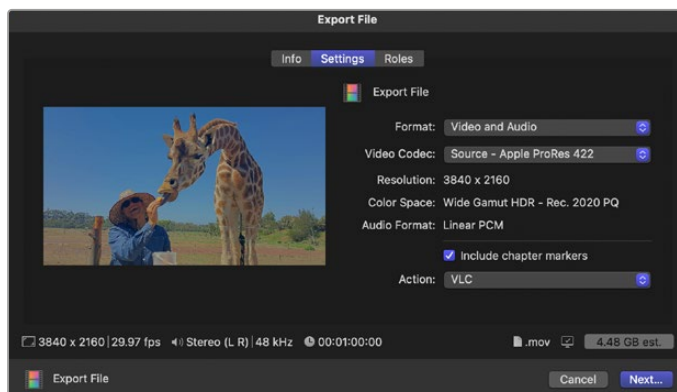 Export File
Info Settings Roles
Export File
Format: Video and Audio
Video Codec: Source - Apple ProRes 422
Resolution: 3840 x 2160
Color Space: Wide Gamut HDR - Rec. 2020 PQ
Audio Format: Linear PCM
Include chapter markers
Action: VLC
3840 x 2160 | 29.97 fps Stereo (L R) | 48 kHz 00:01:00:00 .mov 4.48 GB est.
Export File Cancel Next...